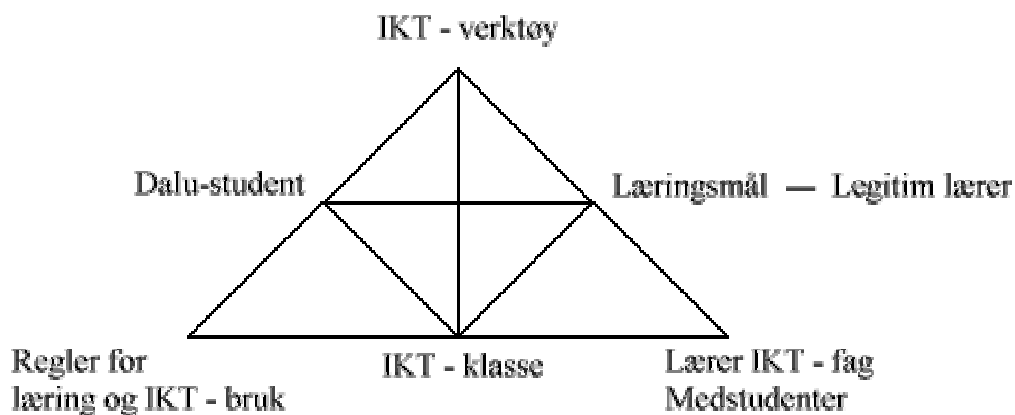 IKT - verktøy
Dalu-student
Læringsmål — Legitim lærer
Regler for
læring og IKT - bruk
IKT - klasse
Lærer IKT - fag
Medstudenter